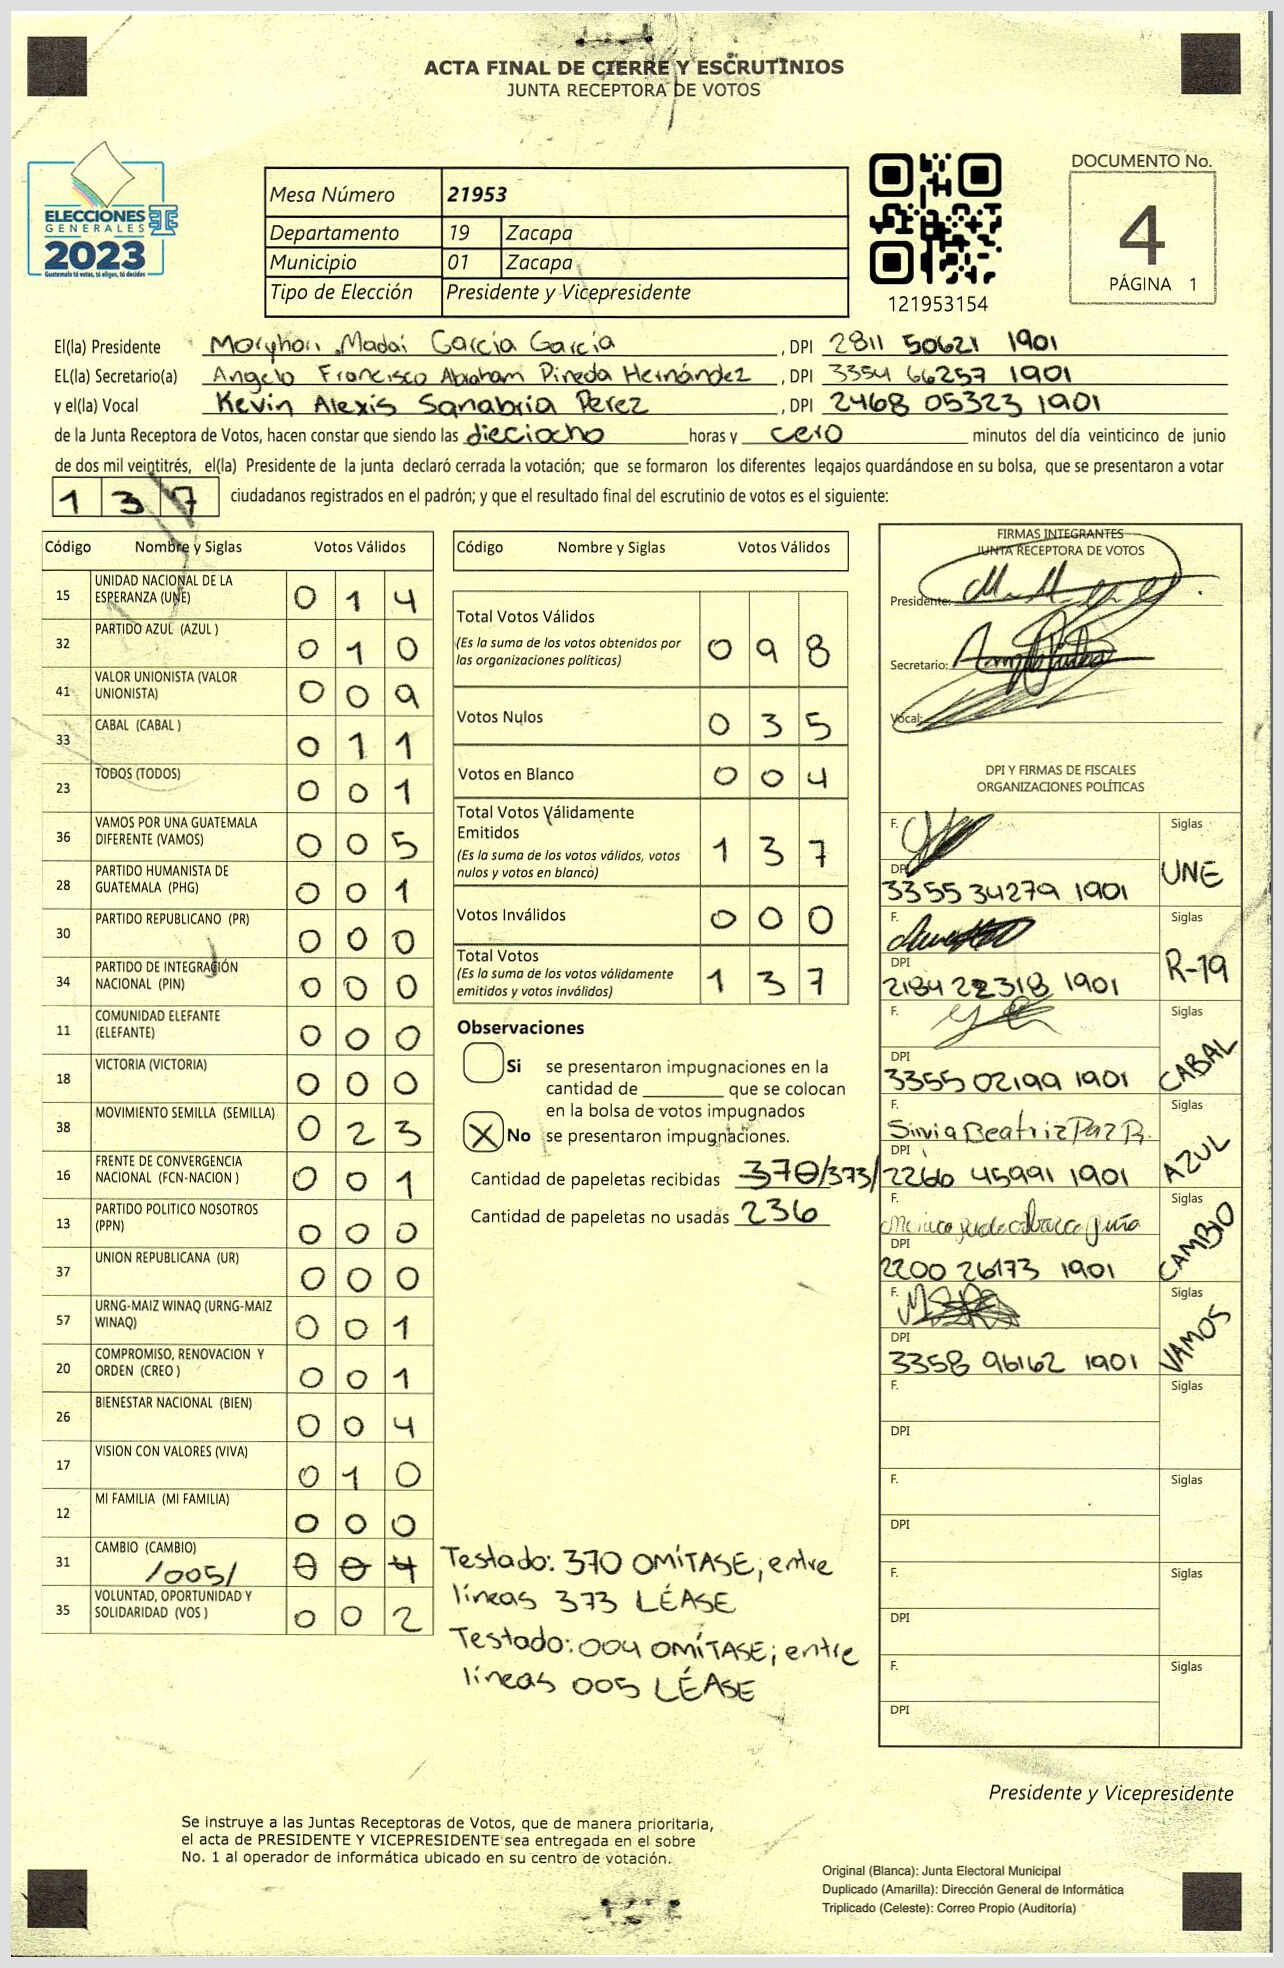 ACTA FINAL DE CIERRE Y ESCRUTINIOS
JUNTA RECEPTORA DE VOTOS
ELECCIONES
GENERALES
2023
Guatemala tú votas, tú eliges, tú decides
Mesa Número 21953
Departamento 19 Zacapa
Municipio 01 Zacapa
Tipo de Elección Presidente y Vicepresidente
121953154
DOCUMENTO No.
4
PÁGINA 1
El(la) Presidente Madai García García , DPI 2811 50621 1901
EL(la) Secretario(a) Angelo Francisco Abraham Pineda Hernández , DPI 3354 66257 1901
y el(la) Vocal Kevin Alexis Sanabria Perez , DPI 2468 05323 1901
de la Junta Receptora de Votos, hacen constar que siendo las dieciocho horas y cero minutos del día veinticinco de junio
de dos mil veintitrés, el(la) Presidente de la junta declaró cerrada la votación; que se formaron los diferentes legajos quardándose en su bolsa, que se presentaron a votar
137 ciudadanos registrados en el padrón; y que el resultado final del escrutinio de votos es el siguiente:
Código Nombre y Siglas Votos Válidos
15 UNIDAD NACIONAL DE LA ESPERANZA (UNE) 0 1 4
32 PARTIDO AZUL (AZUL ) 0 1 0
41 VALOR UNIONISTA (VALOR UNIONISTA) 0 0 9
33 CABAL (CABAL ) 0 1 1
23 TODOS (TODOS) 0 0 1
36 VAMOS POR UNA GUATEMALA DIFERENTE (VAMOS) 0 0 5
28 PARTIDO HUMANISTA DE GUATEMALA (PHG) 0 0 1
30 PARTIDO REPUBLICANO (PR) 0 0 0
34 PARTIDO DE INTEGRACIÓN NACIONAL (PIN) 0 0 0
11 COMUNIDAD ELEFANTE (ELEFANTE) 0 0 0
18 VICTORIA (VICTORIA) 0 0 0
38 MOVIMIENTO SEMILLA (SEMILLA) 0 2 3
16 FRENTE DE CONVERGENCIA NACIONAL (FCN-NACION ) 0 0 1
13 PARTIDO POLITICO NOSOTROS (PPN) 0 0 0
37 UNION REPUBLICANA (UR) 0 0 0
57 URNG-MAIZ WINAQ (URNG-MAIZ WINAQ) 0 0 1
20 COMPROMISO, RENOVACION Y ORDEN (CREO ) 0 0 1
26 BIENESTAR NACIONAL (BIEN) 0 0 4
17 VISION CON VALORES (VIVA) 0 1 0
12 MI FAMILIA (MI FAMILIA) 0 0 0
31 CAMBIO (CAMBIO) /005/ 0 0 4
35 VOLUNTAD, OPORTUNIDAD Y SOLIDARIDAD (VOS ) 0 0 2
Código Nombre y Siglas Votos Válidos
Total Votos Válidos 0 9 8
(Es la suma de los votos obtenidos por
las organizaciones políticas)
Votos Nulos 0 3 5
Votos en Blanco 0 0 4
Total Votos Válidamente
Emitidos 1 3 7
(Es la suma de los votos válidos, votos
nulos y votos en blanco)
Votos Inválidos 0 0 0
Total Votos 1 3 7
(Es la suma de los votos válidamente
emitidos y votos inválidos)
Observaciones
Si se presentaron impugnaciones en la
cantidad de ________ que se colocan
en la bolsa de votos impugnados
X No se presentaron impugnaciones.
Cantidad de papeletas recibidas 370/373/
Cantidad de papeletas no usadas 236
Testado: 370 OMÍTASE; entre
líneas 373 LÉASE
Testado: 004 OMÍTASE; entre
líneas 005 LÉASE
FIRMAS INTEGRANTES
JUNTA RECEPTORA DE VOTOS
Presidente:
Secretario:
Vocal:
DPI Y FIRMAS DE FISCALES
ORGANIZACIONES POLÍTICAS
F. Siglas
DPI UNE
3355 34279 1901
F. Siglas
DPI R-19
2184 22318 1901
F. Siglas
DPI CABAL
3355 02199 1901
F. Siglas
Silvia Beatriz Paz R.
DPI AZUL
2266 45991 1901
F. Siglas
DPI CAMBIO
2200 26173 1901
F. Siglas
DPI VAMOS
3358 96162 1901
F. Siglas
DPI
F. Siglas
DPI
F. Siglas
DPI
F. Siglas
DPI
Presidente y Vicepresidente
Se instruye a las Juntas Receptoras de Votos, que de manera prioritaria,
el acta de PRESIDENTE Y VICEPRESIDENTE sea entregada en el sobre
No. 1 al operador de informática ubicado en su centro de votación.
Original (Blanca): Junta Electoral Municipal
Duplicado (Amarilla): Dirección General de Informática
Triplicado (Celeste): Correo Propio (Auditoría)